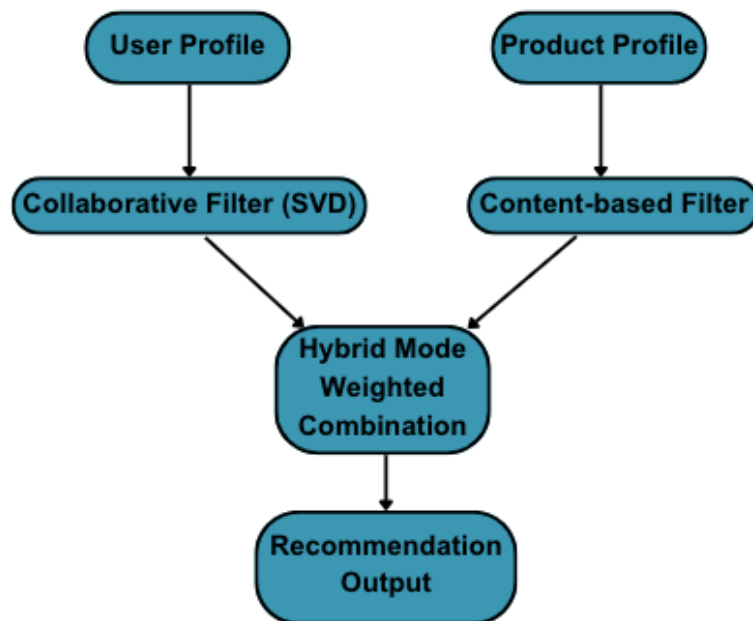 User Profile
Product Profile
Collaborative Filter (SVD)
Content-based Filter
Hybrid Mode
Weighted
Combination
Recommendation
Output